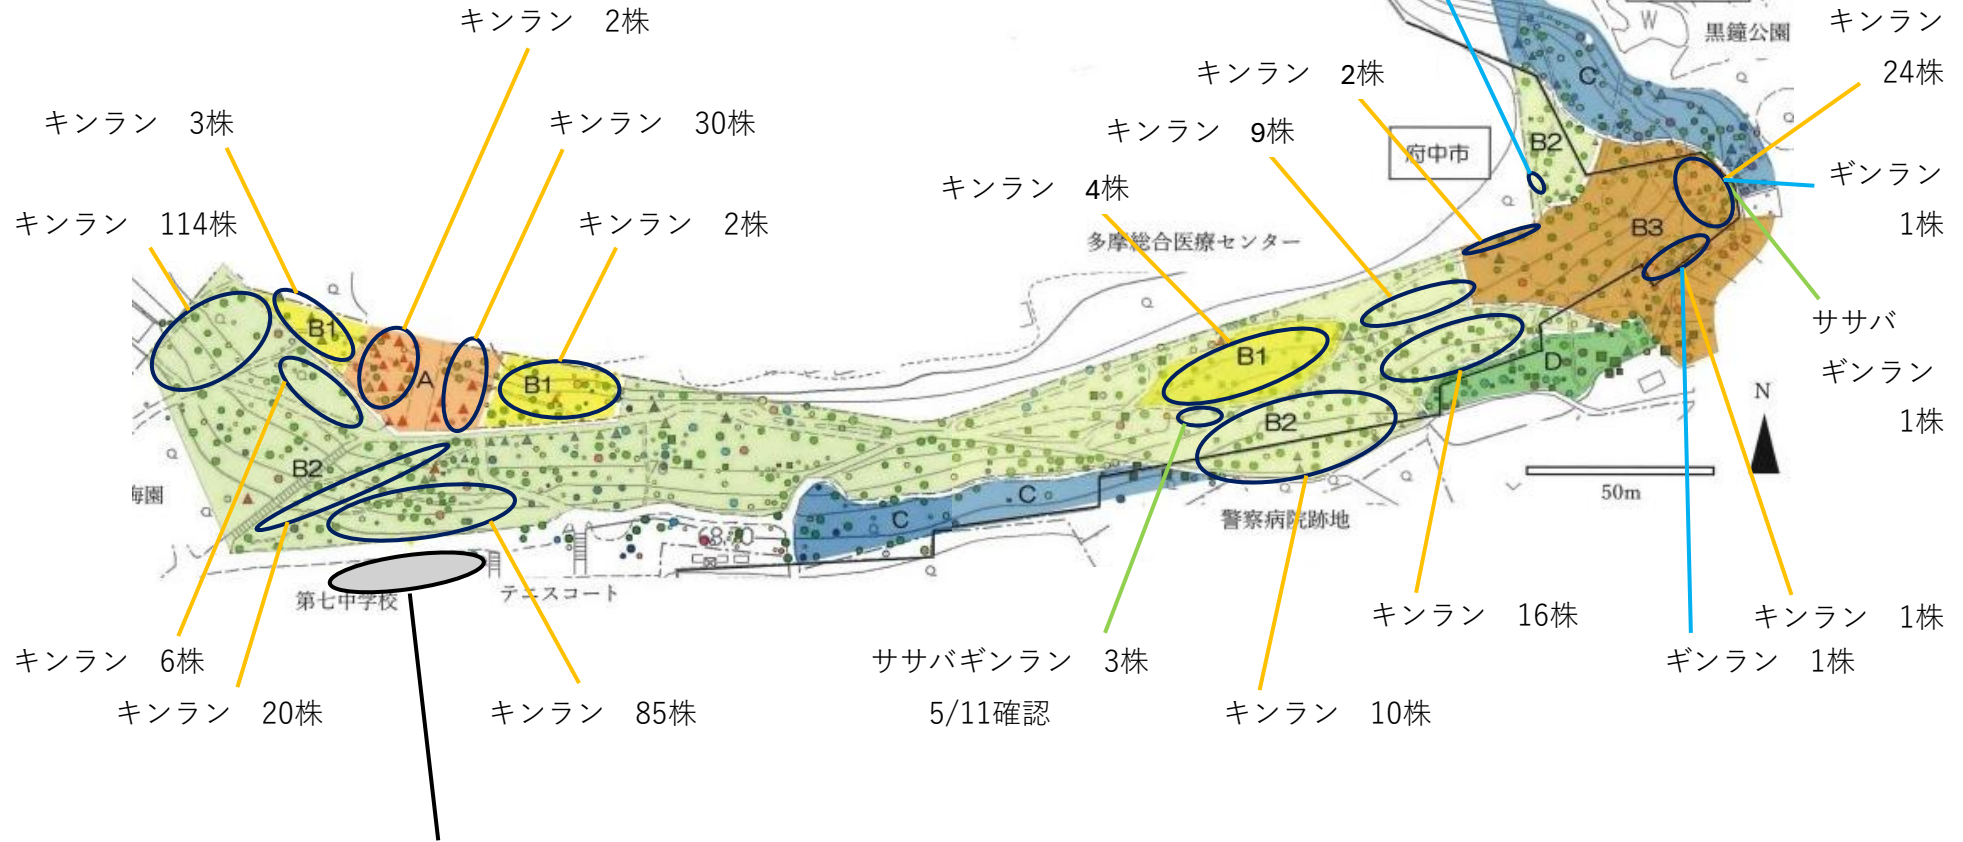 キンラン 2株
キンラン 3株
キンラン 30株
キンラン 114株
キンラン 2株
キンラン 2株
キンラン 9株
キンラン 4株
府中市
多摩総合医療センター
W
黒鐘公園
キンラン
24株
ギンラン
1株
ササバ
ギンラン
1株
C
B2
B3
B1
A
B1
B1
B2
D
B2
C
C
N
50m
梅園
68.20
第七中学校
テニスコート
警察病院跡地
キンラン 6株
キンラン 20株
キンラン 85株
ササバギンラン 3株
5/11確認
キンラン 10株
キンラン 16株
キンラン 1株
ギンラン 1株